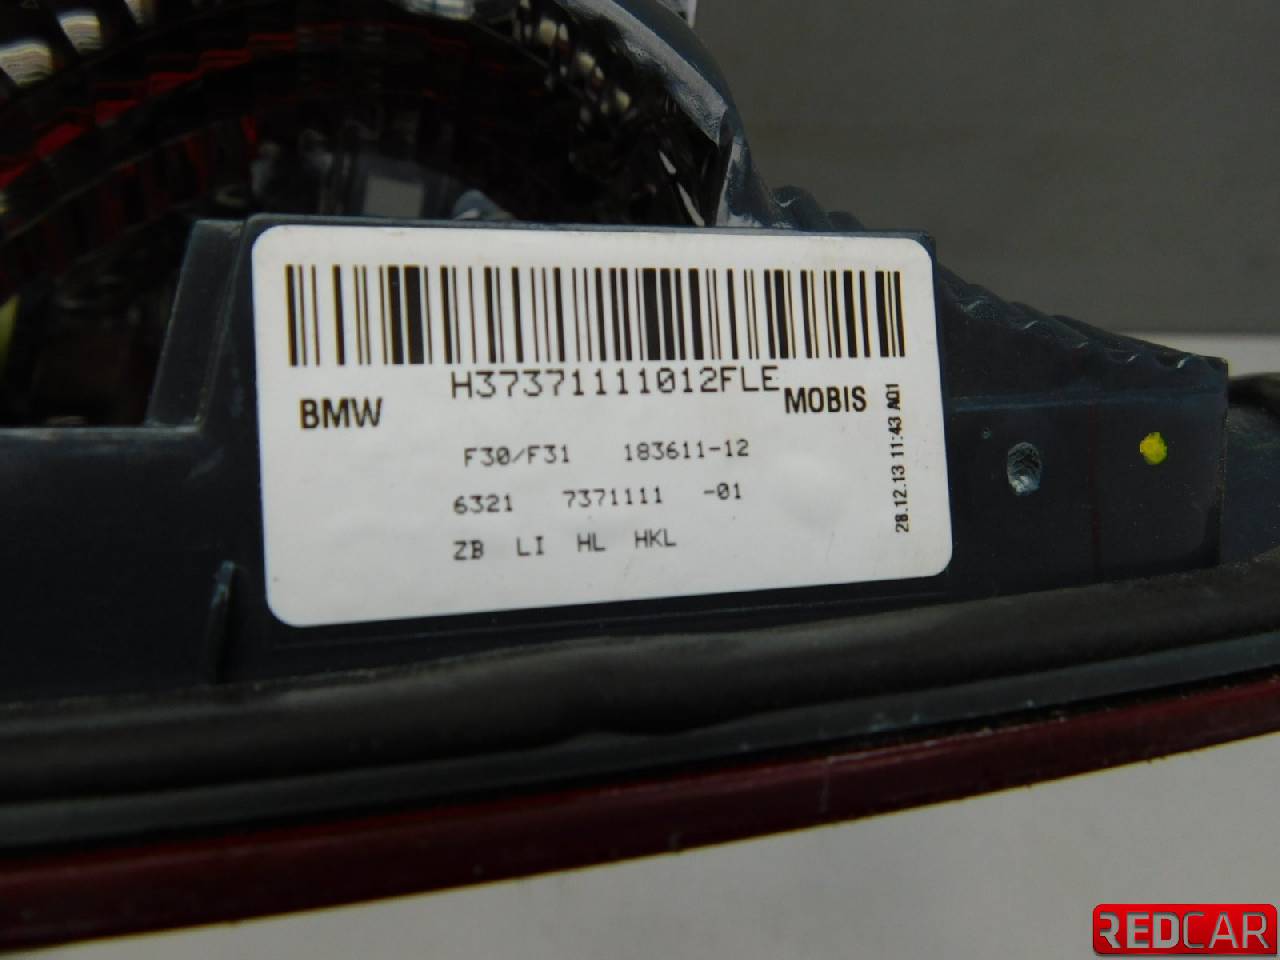 H37371111012FLE
BMW
MOBIS
F30/F31 183611-12
6321 7371111 -01
ZB LI HL HKL
28.12.13 11:43 A01
REDCAR